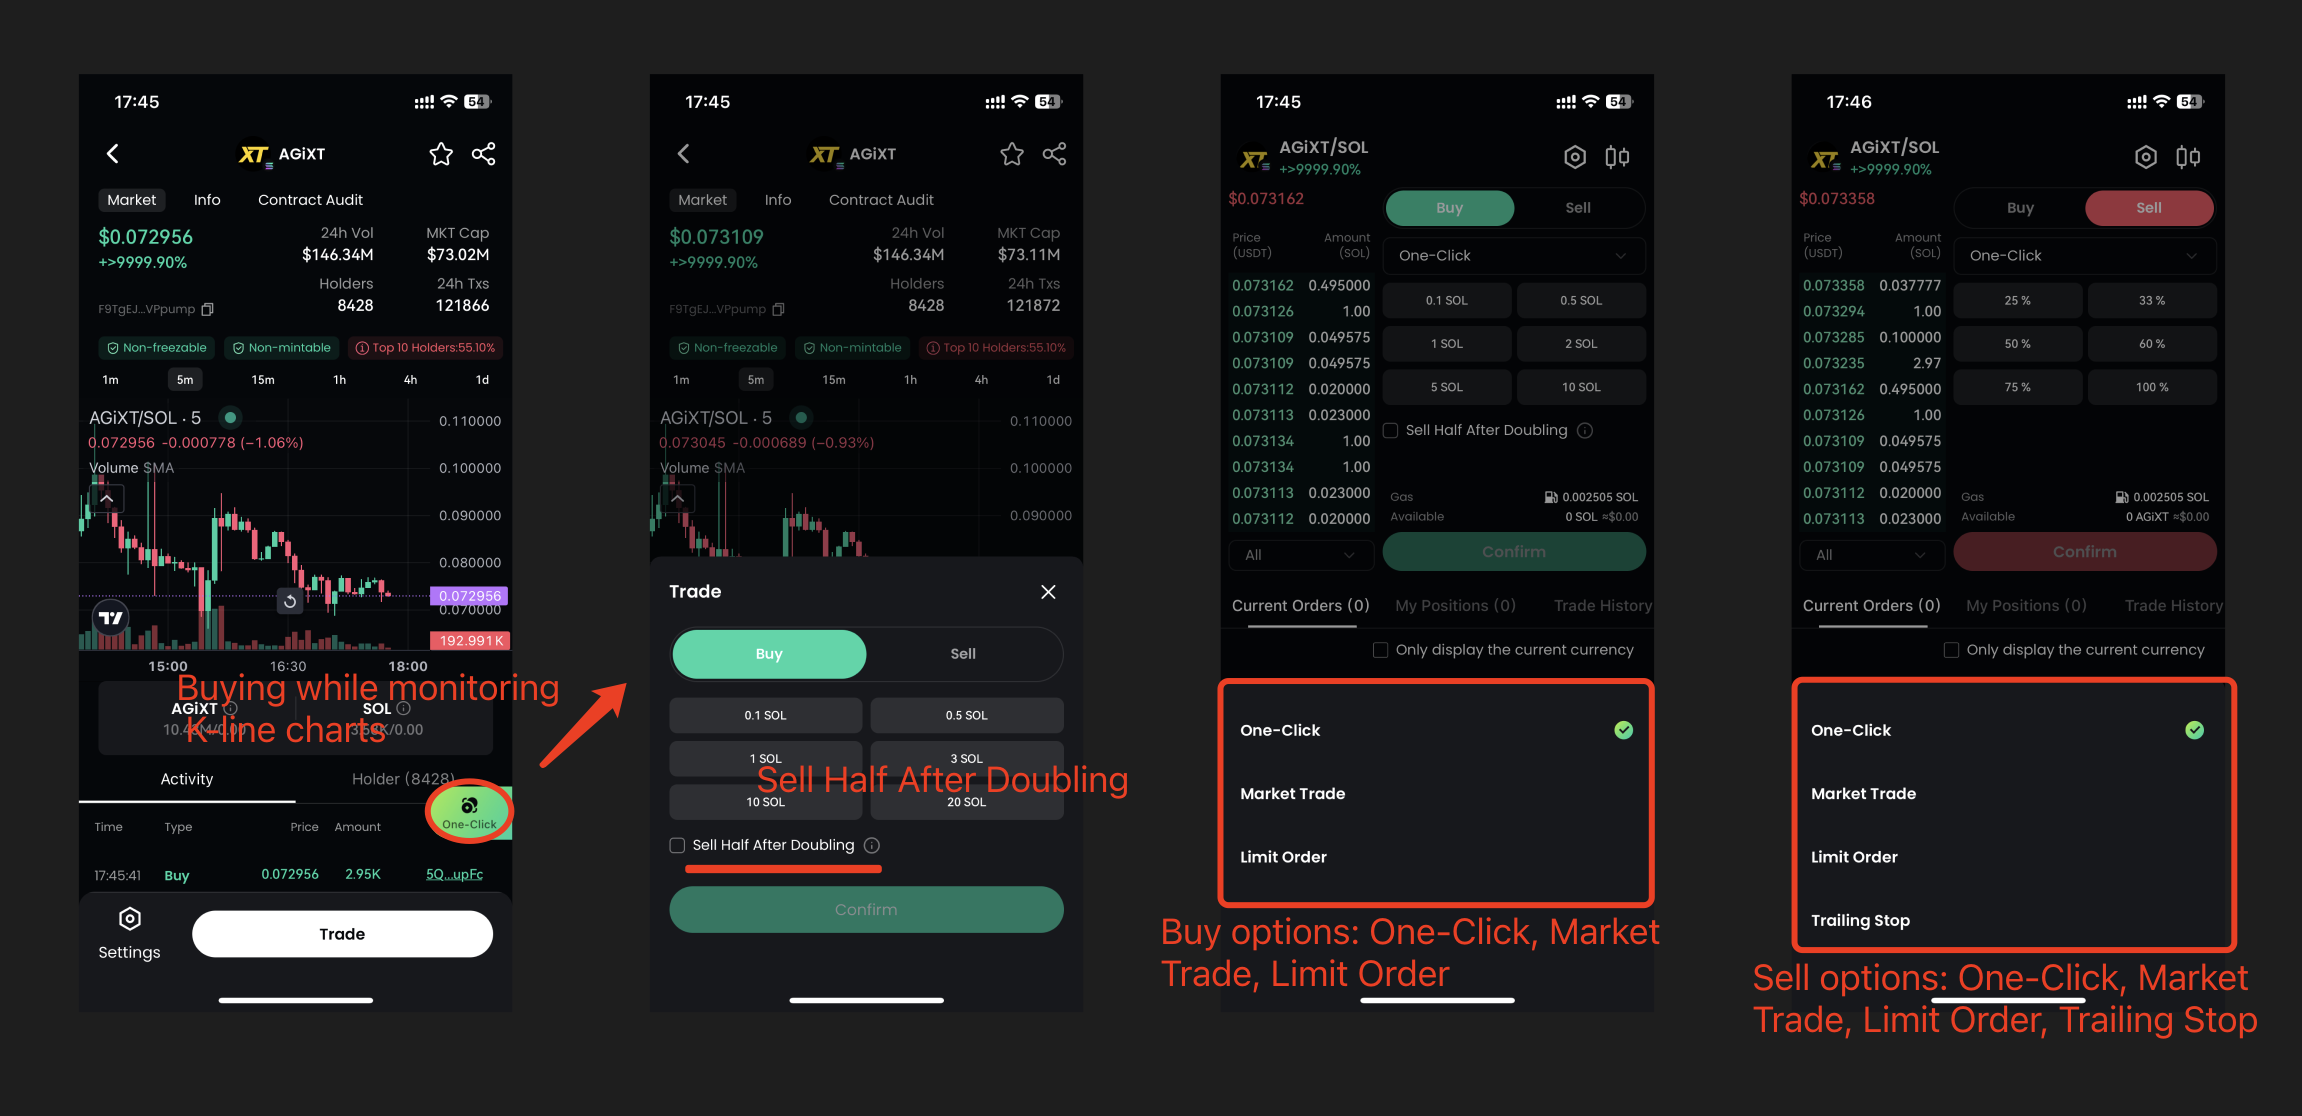 17:45
54
XT
AGiXT
Market Info Contract Audit
$0.072956
+>9999.90%
24h Vol
$146.34M
MKT Cap
$73.02M
Holders
8428
24h Txs
121866
F9TgEJ...VPpump
Non-freezable
Non-mintable
Top 10 Holders:55.10%
1m 5m 15m 1h 4h 1d
AGiXT/SOL · 5
0.072956 -0.000778 (−1.06%)
Volume SMA
0.110000
0.100000
0.090000
0.080000
0.072956
0.070000
192.991K
15:00 16:30 18:00
Buying while monitoring
K-line charts
AGiXT
SOL
/0.00
Activity
Holder (8428)
One-Click
Time Type Price Amount
17:45:41 Buy 0.072956 2.95K 5Q...upFc
Settings
Trade
17:45
54
XT
AGiXT
Market Info Contract Audit
$0.073109
+>9999.90%
24h Vol
$146.34M
MKT Cap
$73.11M
Holders
8428
24h Txs
121872
F9TgEJ...VPpump
Non-freezable
Non-mintable
Top 10 Holders:55.10%
1m 5m 15m 1h 4h 1d
AGiXT/SOL · 5
0.073045 -0.000689 (−0.93%)
Volume SMA
0.110000
0.100000
0.090000
Trade
Buy
Sell
0.1 SOL
0.5 SOL
1 SOL
3 SOL
Sell Half After Doubling
10 SOL
20 SOL
Sell Half After Doubling
Confirm
17:45
54
XT
AGiXT/SOL
+>9999.90%
$0.073162
Buy
Sell
Price
(USDT)
Amount
(SOL)
One-Click
0.073162 0.495000
0.073126 1.00
0.073109 0.049575
0.073109 0.049575
0.073112 0.020000
0.073113 0.023000
0.073134 1.00
0.073134 1.00
0.073113 0.023000
0.073112 0.020000
0.1 SOL
0.5 SOL
1 SOL
2 SOL
5 SOL
10 SOL
Sell Half After Doubling
Gas
0.002505 SOL
Available
0 SOL ≈$0.00
All
Confirm
Current Orders (0) My Positions (0) Trade History
Only display the current currency
One-Click
Market Trade
Limit Order
Buy options: One-Click, Market
Trade, Limit Order
17:46
54
XT
AGiXT/SOL
+>9999.90%
$0.073358
Buy
Sell
Price
(USDT)
Amount
(SOL)
One-Click
0.073358 0.037777
0.073294 1.00
0.073285 0.100000
0.073235 2.97
0.073162 0.495000
0.073126 1.00
0.073109 0.049575
0.073109 0.049575
0.073112 0.020000
0.073113 0.023000
25 %
33 %
50 %
60 %
75 %
100 %
Gas
0.002505 SOL
Available
0 AGiXT ≈$0.00
All
Confirm
Current Orders (0) My Positions (0) Trade History
Only display the current currency
One-Click
Market Trade
Limit Order
Trailing Stop
Sell options: One-Click, Market
Trade, Limit Order, Trailing Stop